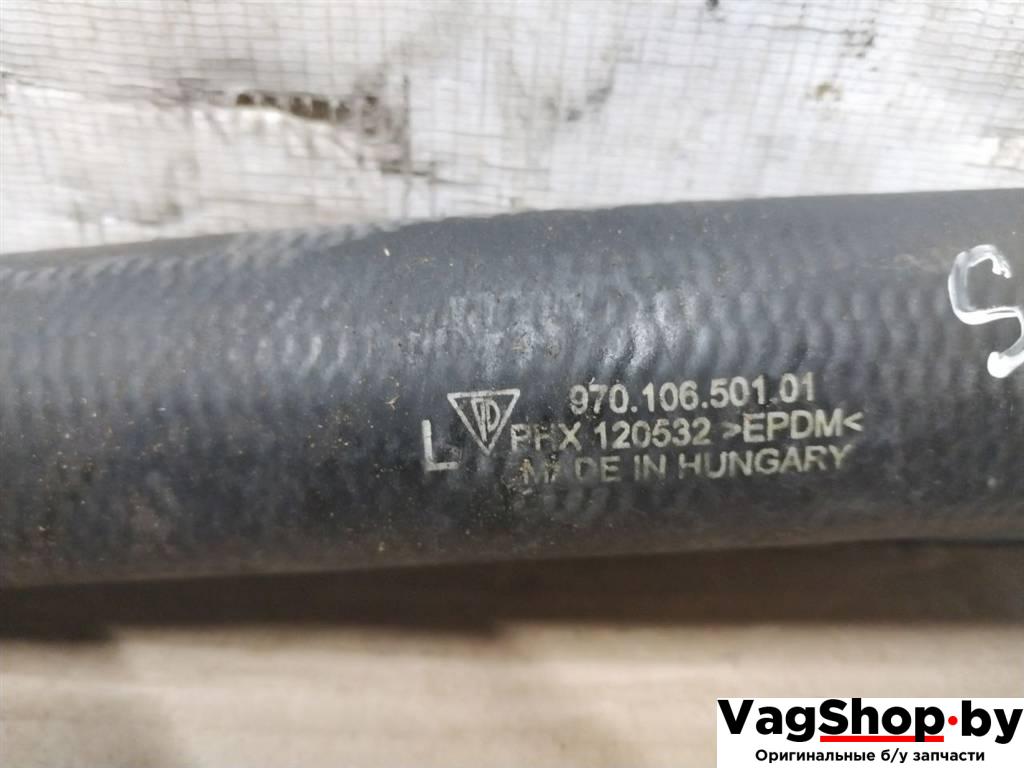 970.106.501.01
L PHX 120532 >EPDM<
MADE IN HUNGARY
S
VagShop.by
Оригинальные б/у запчасти